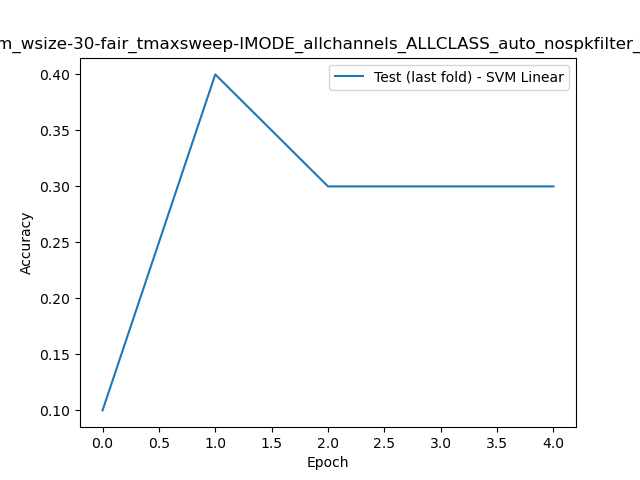 m_wsize-30-fair_tmaxsweep-IMODE_allchannels_ALLCLASS_auto_nospkfilter_
Test (last fold) - SVM Linear
0.40
0.35
0.30
0.25
0.20
0.15
0.10
Accuracy
0.0 0.5 1.0 1.5 2.0 2.5 3.0 3.5 4.0
Epoch